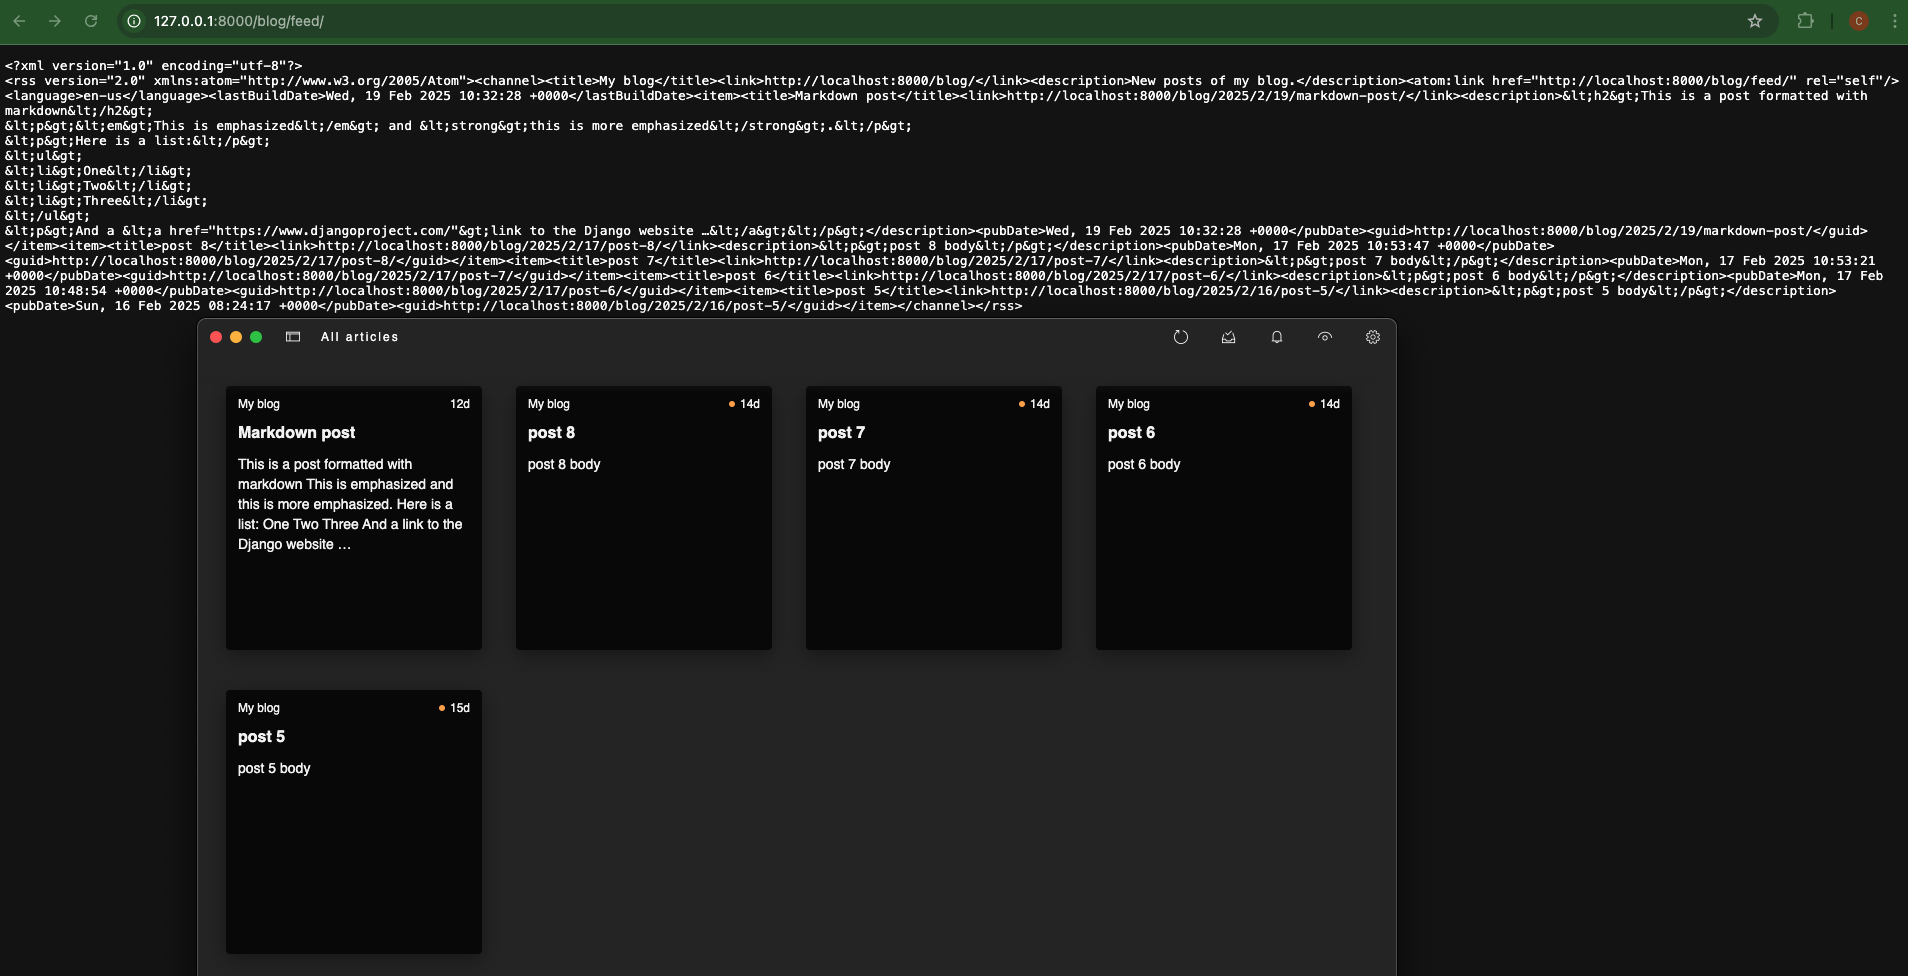 127.0.0.1:8000/blog/feed/
C
<?xml version="1.0" encoding="utf-8"?>
<rss version="2.0" xmlns:atom="http://www.w3.org/2005/Atom"><channel><title>My blog</title><link>http://localhost:8000/blog/</link><description>New posts of my blog.</description><atom:link href="http://localhost:8000/blog/feed/" rel="self"/>
<language>en-us</language><lastBuildDate>Wed, 19 Feb 2025 10:32:28 +0000</lastBuildDate><item><title>Markdown post</title><link>http://localhost:8000/blog/2025/2/19/markdown-post/</link><description>&lt;h2&gt;This is a post formatted with
markdown&lt;/h2&gt;
&lt;p&gt;&lt;em&gt;This is emphasized&lt;/em&gt; and &lt;strong&gt;this is more emphasized&lt;/strong&gt;.&lt;/p&gt;
&lt;p&gt;Here is a list:&lt;/p&gt;
&lt;ul&gt;
&lt;li&gt;One&lt;/li&gt;
&lt;li&gt;Two&lt;/li&gt;
&lt;li&gt;Three&lt;/li&gt;
&lt;/ul&gt;
&lt;p&gt;And a &lt;a href="https://www.djangoproject.com/"&gt;link to the Django website …&lt;/a&gt;&lt;/p&gt;</description><pubDate>Wed, 19 Feb 2025 10:32:28 +0000</pubDate><guid>http://localhost:8000/blog/2025/2/19/markdown-post/</guid>
</item><item><title>post 8</title><link>http://localhost:8000/blog/2025/2/17/post-8/</link><description>&lt;p&gt;post 8 body&lt;/p&gt;</description><pubDate>Mon, 17 Feb 2025 10:53:47 +0000</pubDate>
<guid>http://localhost:8000/blog/2025/2/17/post-8/</guid></item><item><title>post 7</title><link>http://localhost:8000/blog/2025/2/17/post-7/</link><description>&lt;p&gt;post 7 body&lt;/p&gt;</description><pubDate>Mon, 17 Feb 2025 10:53:21
+0000</pubDate><guid>http://localhost:8000/blog/2025/2/17/post-7/</guid></item><item><title>post 6</title><link>http://localhost:8000/blog/2025/2/17/post-6/</link><description>&lt;p&gt;post 6 body&lt;/p&gt;</description><pubDate>Mon, 17 Feb
2025 10:48:54 +0000</pubDate><guid>http://localhost:8000/blog/2025/2/17/post-6/</guid></item><item><title>post 5</title><link>http://localhost:8000/blog/2025/2/16/post-5/</link><description>&lt;p&gt;post 5 body&lt;/p&gt;</description>
<pubDate>Sun, 16 Feb 2025 08:24:17 +0000</pubDate><guid>http://localhost:8000/blog/2025/2/16/post-5/</guid></item></channel></rss>
All articles
My blog 12d
Markdown post
This is a post formatted with
markdown This is emphasized and
this is more emphasized. Here is a
list: One Two Three And a link to the
Django website …
My blog 14d
post 8
post 8 body
My blog 14d
post 7
post 7 body
My blog 14d
post 6
post 6 body
My blog 15d
post 5
post 5 body